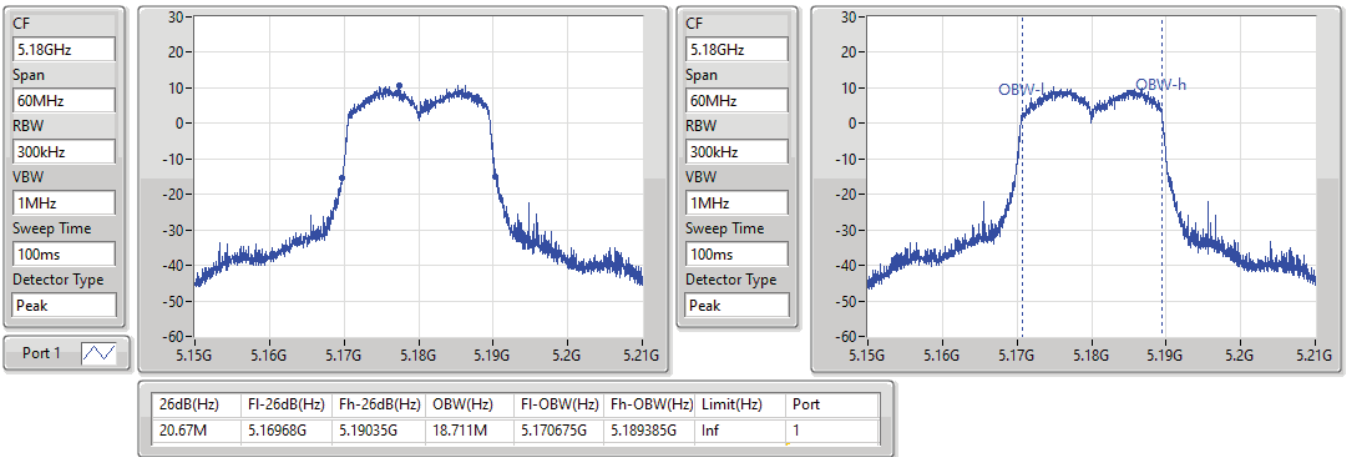 CF
5.18GHz
Span
60MHz
RBW
300kHz
VBW
1MHz
Sweep Time
100ms
Detector Type
Peak
Port 1
30
20
10
0
-10
-20
-30
-40
-50
-60
5.15G 5.16G 5.17G 5.18G 5.19G 5.2G 5.21G
CF
5.18GHz
Span
60MHz
RBW
300kHz
VBW
1MHz
Sweep Time
100ms
Detector Type
Peak
30
20
10
0
-10
-20
-30
-40
-50
-60
OBW-l OBW-h
5.15G 5.16G 5.17G 5.18G 5.19G 5.2G 5.21G
26dB(Hz) Fl-26dB(Hz) Fh-26dB(Hz) OBW(Hz) Fl-OBW(Hz) Fh-OBW(Hz) Limit(Hz) Port
20.67M 5.16968G 5.19035G 18.711M 5.170675G 5.189385G Inf 1